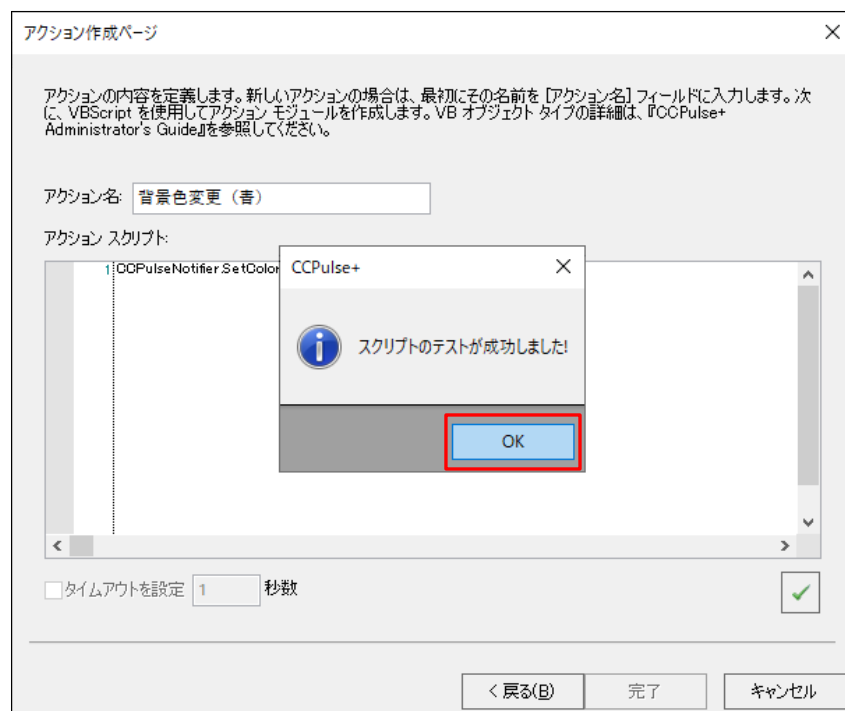 アクション作成ページ
アクションの内容を定義します。新しいアクションの場合は、最初にその名前を [アクション名] フィールドに入力します。次
に、VBScript を使用してアクション モジュールを作成します。VB オブジェクト タイプの詳細は、『CCPulse+
Administrator's Guide』を参照してください。
アクション名: 背景色変更（青）
アクション スクリプト:
1 CCPulseNotifier.SetColor
CCPulse+
スクリプトのテストが成功しました!
OK
タイムアウトを設定 1 秒数
< 戻る(B) 完了 キャンセル